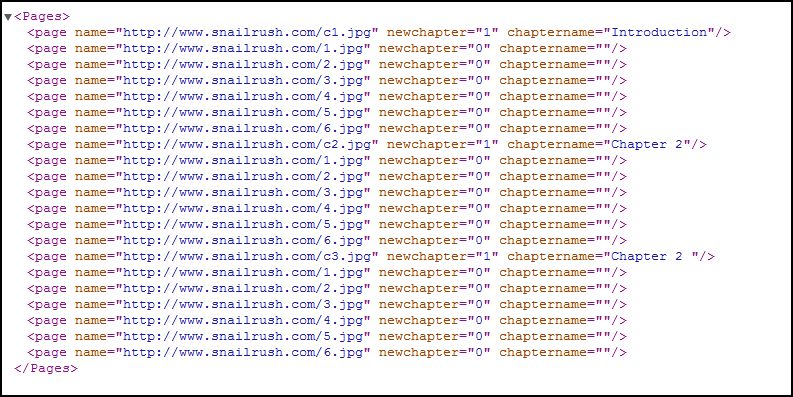 <Pages>
<page name="http://www.snailrush.com/c1.jpg" newchapter="1" chaptername="Introduction"/>
<page name="http://www.snailrush.com/1.jpg" newchapter="0" chaptername=""/>
<page name="http://www.snailrush.com/2.jpg" newchapter="0" chaptername=""/>
<page name="http://www.snailrush.com/3.jpg" newchapter="0" chaptername=""/>
<page name="http://www.snailrush.com/4.jpg" newchapter="0" chaptername=""/>
<page name="http://www.snailrush.com/5.jpg" newchapter="0" chaptername=""/>
<page name="http://www.snailrush.com/6.jpg" newchapter="0" chaptername=""/>
<page name="http://www.snailrush.com/c2.jpg" newchapter="1" chaptername="Chapter 2"/>
<page name="http://www.snailrush.com/1.jpg" newchapter="0" chaptername=""/>
<page name="http://www.snailrush.com/2.jpg" newchapter="0" chaptername=""/>
<page name="http://www.snailrush.com/3.jpg" newchapter="0" chaptername=""/>
<page name="http://www.snailrush.com/4.jpg" newchapter="0" chaptername=""/>
<page name="http://www.snailrush.com/5.jpg" newchapter="0" chaptername=""/>
<page name="http://www.snailrush.com/6.jpg" newchapter="0" chaptername=""/>
<page name="http://www.snailrush.com/c3.jpg" newchapter="1" chaptername="Chapter 2 "/>
<page name="http://www.snailrush.com/1.jpg" newchapter="0" chaptername=""/>
<page name="http://www.snailrush.com/2.jpg" newchapter="0" chaptername=""/>
<page name="http://www.snailrush.com/3.jpg" newchapter="0" chaptername=""/>
<page name="http://www.snailrush.com/4.jpg" newchapter="0" chaptername=""/>
<page name="http://www.snailrush.com/5.jpg" newchapter="0" chaptername=""/>
<page name="http://www.snailrush.com/6.jpg" newchapter="0" chaptername=""/>
</Pages>